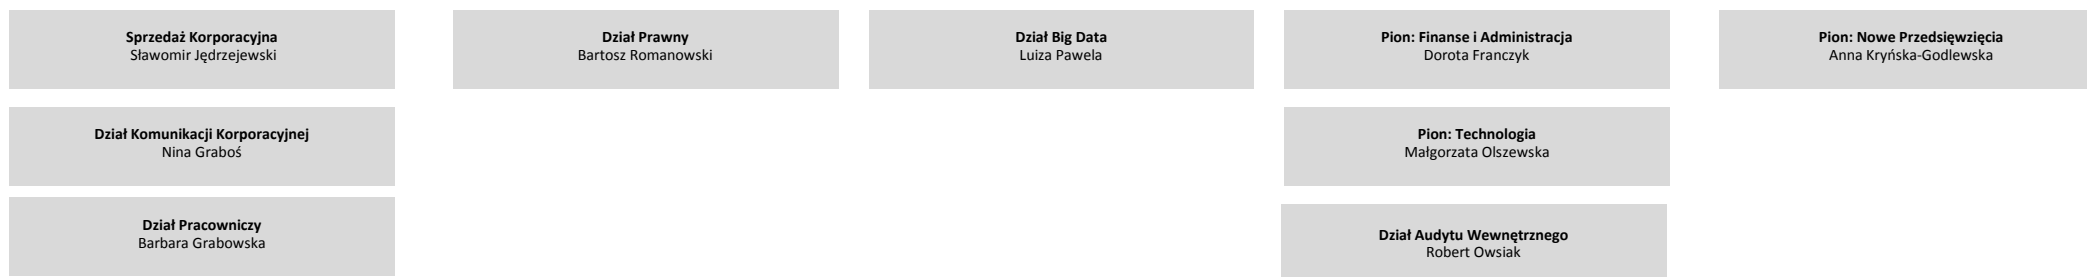 Sprzedaż Korporacyjna
Sławomir Jędrzejewski
Dział Prawny
Bartosz Romanowski
Dział Big Data
Luiza Pawela
Pion: Finanse i Administracja
Dorota Franczyk
Pion: Nowe Przedsięwzięcia
Anna Kryńska-Godlewska
Dział Komunikacji Korporacyjnej
Nina Graboś
Pion: Technologia
Małgorzata Olszewska
Dział Pracowniczy
Barbara Grabowska
Dział Audytu Wewnętrznego
Robert Owsiak